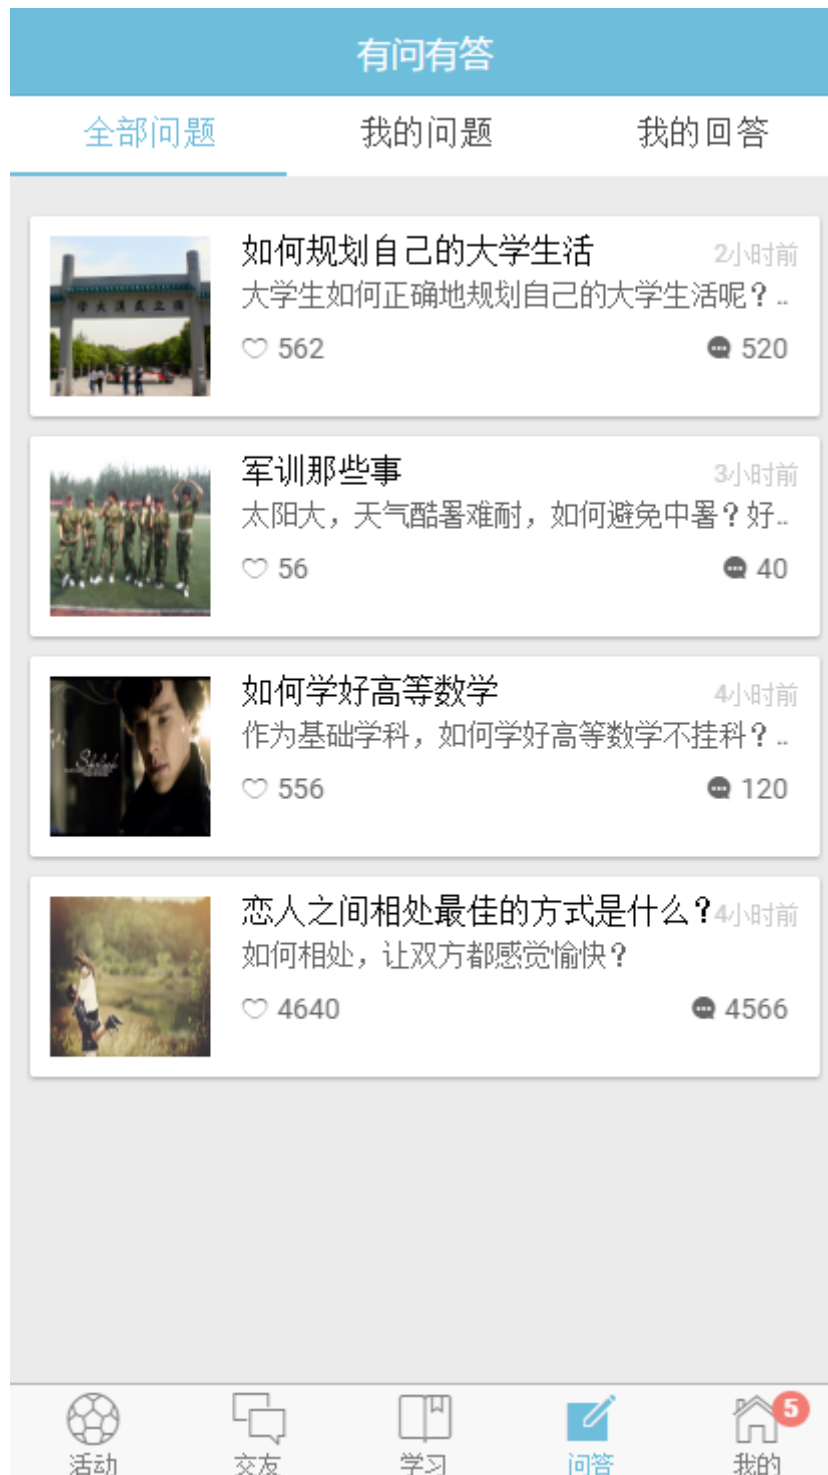 有问有答
全部问题 我的问题 我的回答
如何规划自己的大学生活 2小时前
大学生如何正确地规划自己的大学生活呢？..
562 520
学大漢武立國
军训那些事 3小时前
太阳大，天气酷暑难耐，如何避免中暑？好..
56 40
如何学好高等数学 4小时前
作为基础学科，如何学好高等数学不挂科？..
556 120
恋人之间相处最佳的方式是什么？4小时前
如何相处，让双方都感觉愉快？
4640 4566
5
活动 交友 学习 问答 我的